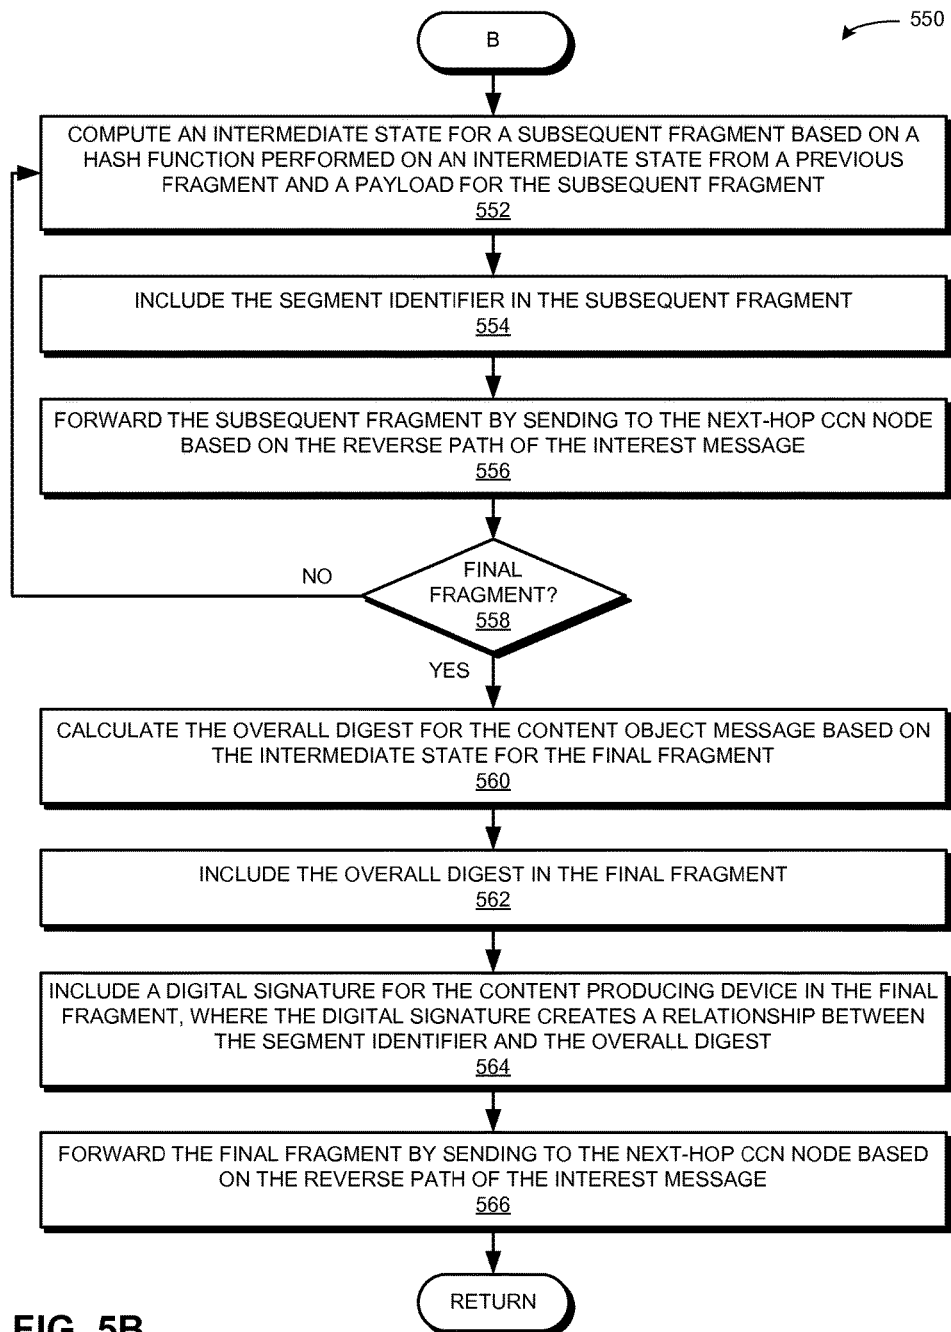 550
B
COMPUTE AN INTERMEDIATE STATE FOR A SUBSEQUENT FRAGMENT BASED ON A
HASH FUNCTION PERFORMED ON AN INTERMEDIATE STATE FROM A PREVIOUS
FRAGMENT AND A PAYLOAD FOR THE SUBSEQUENT FRAGMENT
552
INCLUDE THE SEGMENT IDENTIFIER IN THE SUBSEQUENT FRAGMENT
554
FORWARD THE SUBSEQUENT FRAGMENT BY SENDING TO THE NEXT-HOP CCN NODE
BASED ON THE REVERSE PATH OF THE INTEREST MESSAGE
556
NO
FINAL
FRAGMENT?
558
YES
CALCULATE THE OVERALL DIGEST FOR THE CONTENT OBJECT MESSAGE BASED ON
THE INTERMEDIATE STATE FOR THE FINAL FRAGMENT
560
INCLUDE THE OVERALL DIGEST IN THE FINAL FRAGMENT
562
INCLUDE A DIGITAL SIGNATURE FOR THE CONTENT PRODUCING DEVICE IN THE FINAL
FRAGMENT, WHERE THE DIGITAL SIGNATURE CREATES A RELATIONSHIP BETWEEN
THE SEGMENT IDENTIFIER AND THE OVERALL DIGEST
564
FORWARD THE FINAL FRAGMENT BY SENDING TO THE NEXT-HOP CCN NODE BASED
ON THE REVERSE PATH OF THE INTEREST MESSAGE
566
RETURN
FIG. 5B